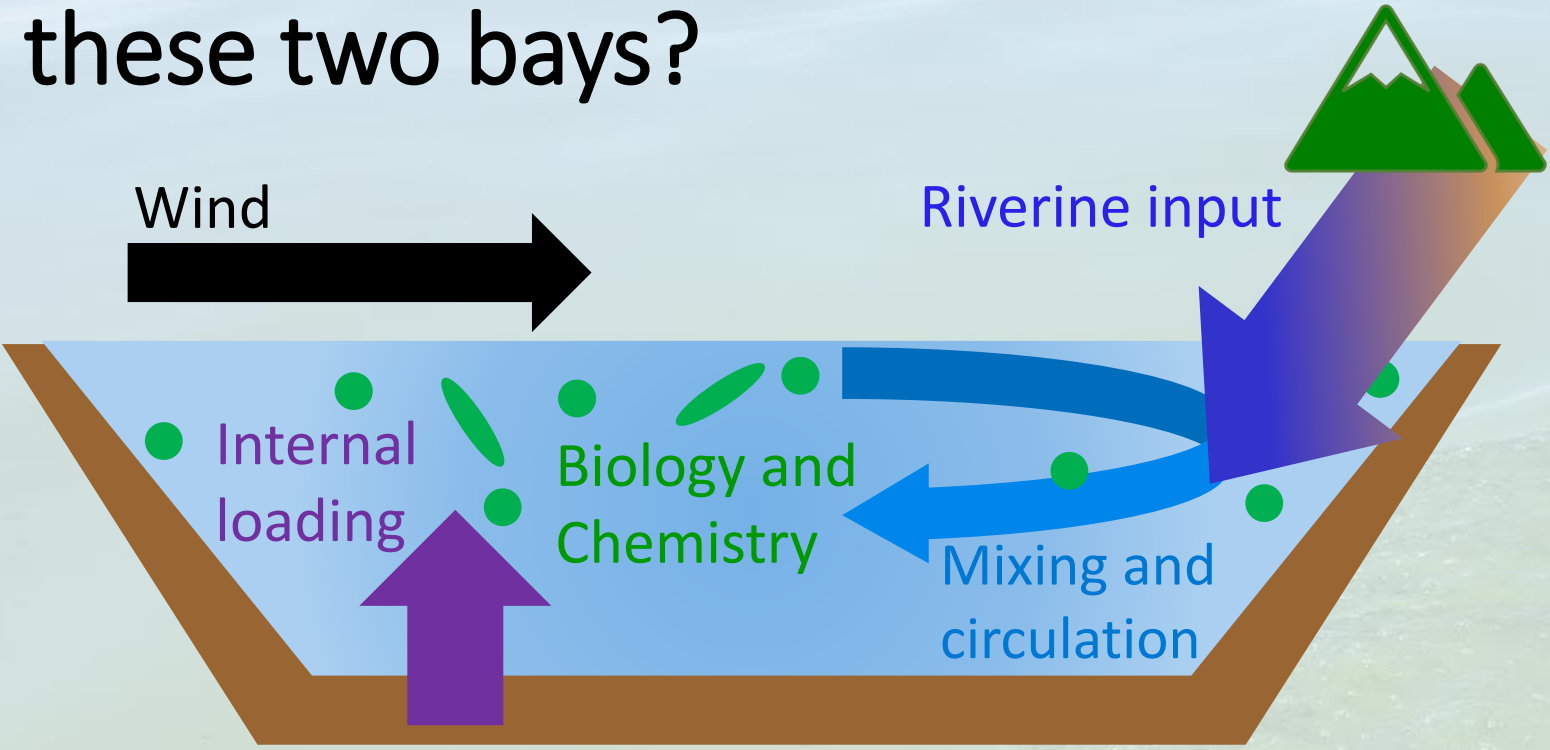 these two bays?
Wind
Riverine input
Internal
loading
Biology and
Chemistry
Mixing and
circulation